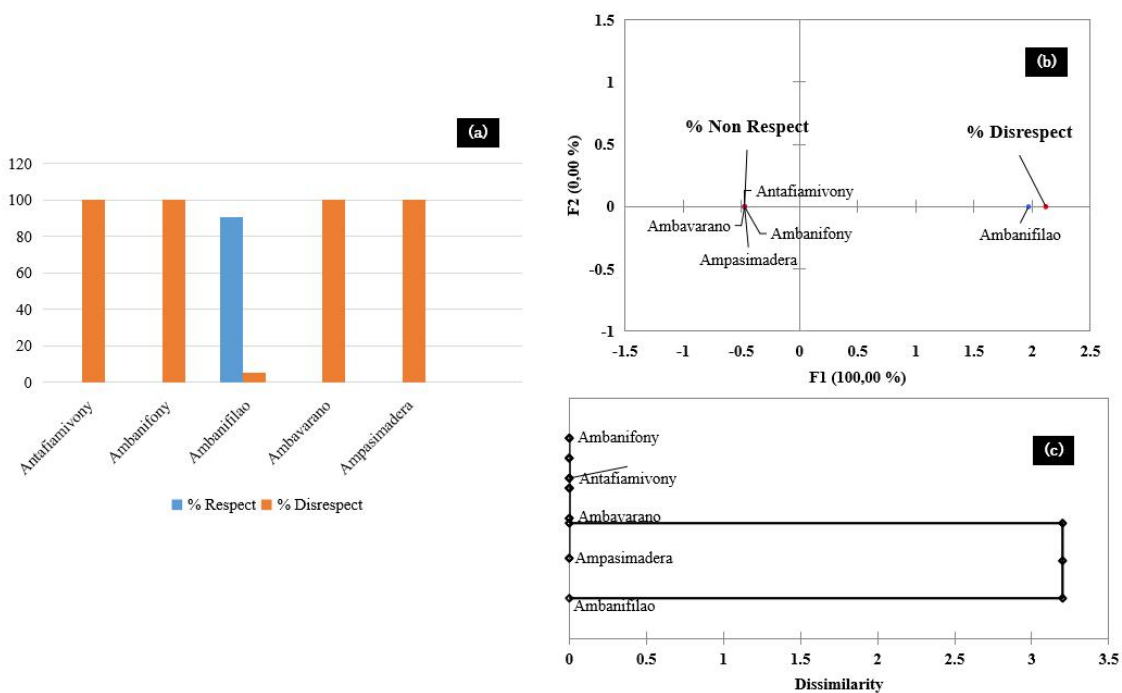 (a)
120
100
80
60
40
20
0
Antafiamivony
Ambanifony
Ambanifilao
Ambavarano
Ampasimadera
% Respect % Disrespect
(b)
1.5
1
0.5
0
-0.5
-1
F2 (0,00 %)
% Non Respect
% Disrespect
Antafiamivony
Ambavarano
Ambanifony
Ampasimadera
Ambanifilao
-1.5 -1 -0.5 0 0.5 1 1.5 2 2.5
F1 (100,00 %)
(c)
Ambanifony
Antafiamivony
Ambavarano
Ampasimadera
Ambanifilao
0 0.5 1 1.5 2 2.5 3 3.5
Dissimilarity